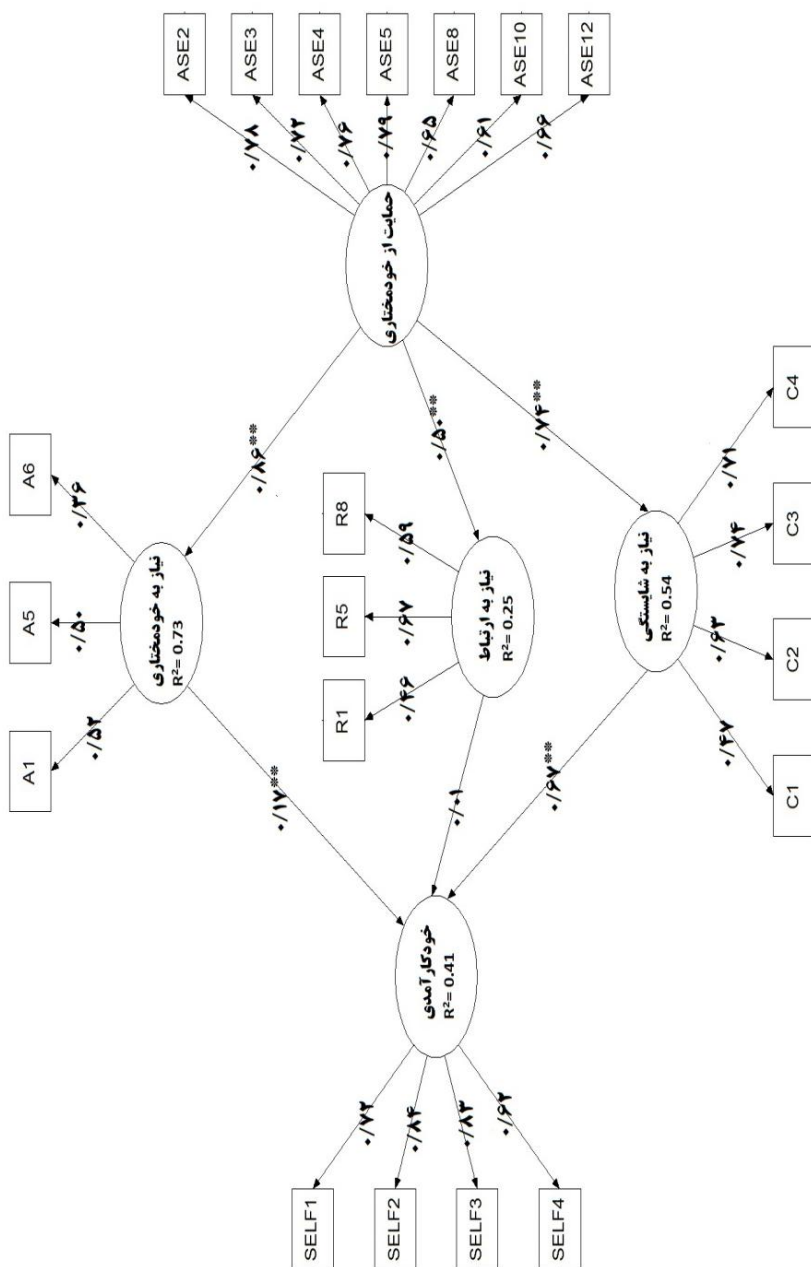 ASE2
ASE3
ASE4
ASE5
ASE8
ASE10
ASE12
۰/۷۸
۰/۷۲
۰/۷۶
۰/۷۹
۰/۶۵
۰/۶۱
۰/۶۶
حمایت از خودمختاری
۰/۸۶**
۰/۵۰**
۰/۷۴**
A1
A5
A6
۰/۵۲
۰/۵۰
۰/۳۶
نیاز به خودمختاری
R²= 0.73
R1
R5
R8
۰/۴۶
۰/۶۷
۰/۵۹
نیاز به ارتباط
R²= 0.25
نیاز به شایستگی
R²= 0.54
۰/۴۷
۰/۶۳
۰/۷۴
۰/۷۱
C1
C2
C3
C4
۰/۱۷**
۰/۰۱
۰/۶۷**
خودکارآمدی
R²= 0.41
۰/۷۲
۰/۸۴
۰/۸۳
۰/۶۲
SELF1
SELF2
SELF3
SELF4